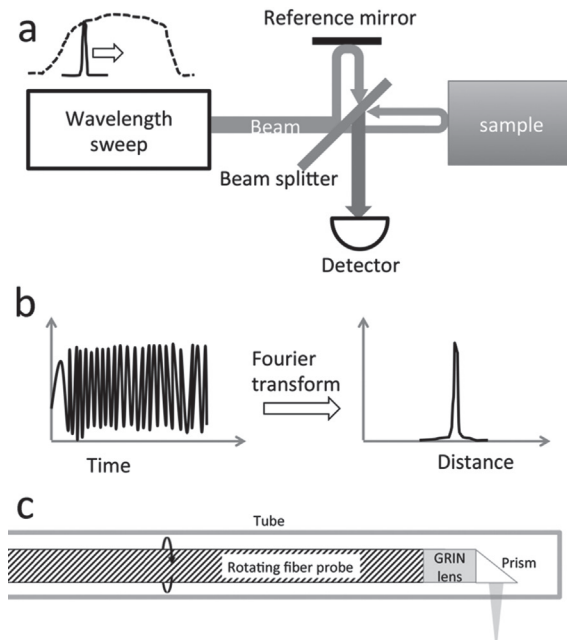 a
Reference mirror
Wavelength
sweep
Beam
sample
Beam splitter
Detector
b
Fourier
transform
Time
Distance
c
Tube
Rotating fiber probe
GRIN
lens
Prism